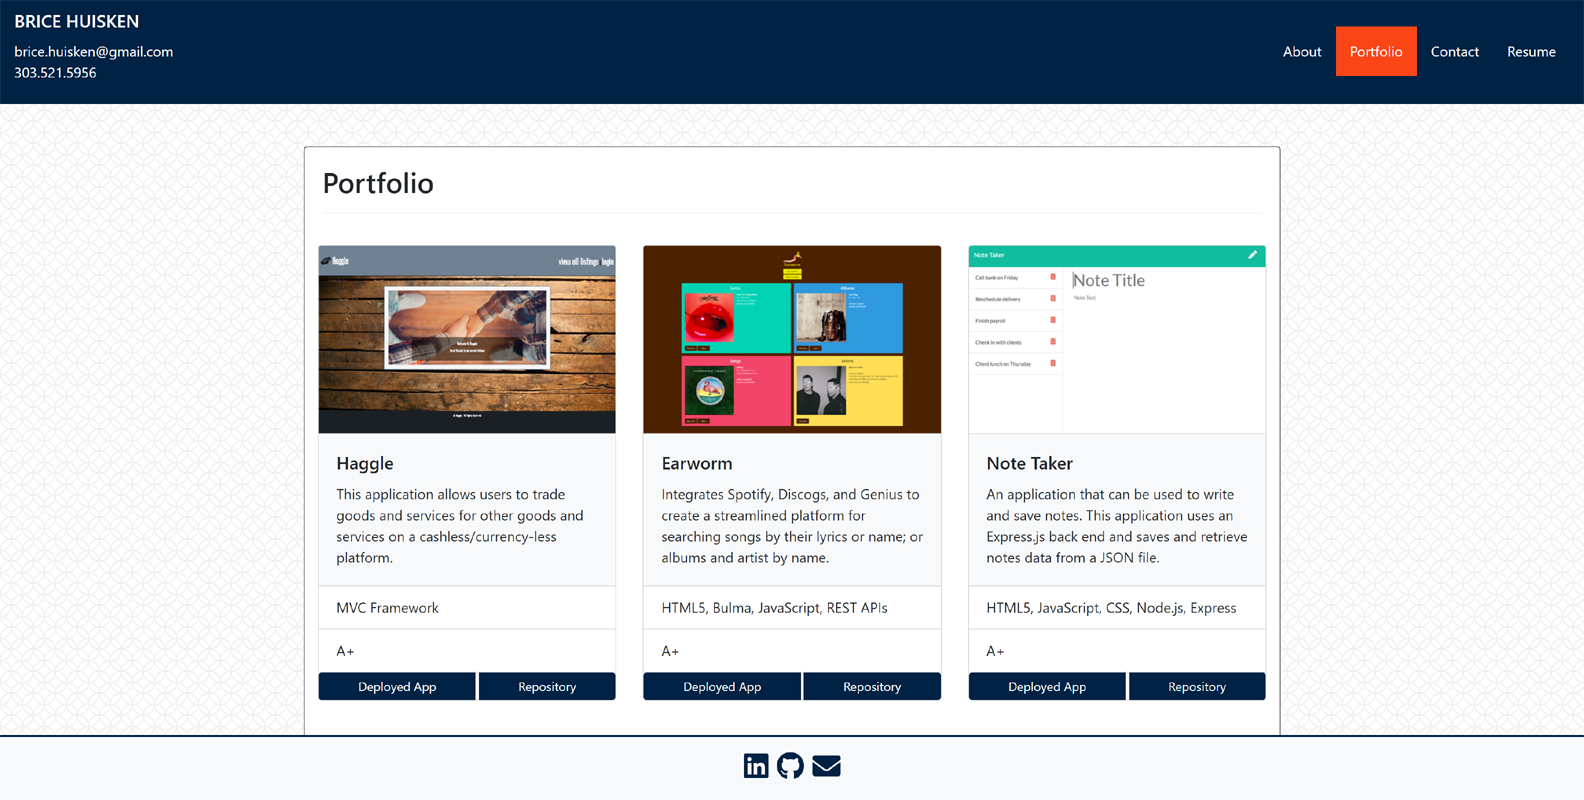 BRICE HUISKEN
brice.huisken@gmail.com
303.521.5956
About
Portfolio
Contact
Resume
Portfolio
Haggle
view all listings login
Note Taker
Call bank on Friday
Reschedule delivery
Finish payroll
Check in with clients
Client lunch on Thursday
Note Title
Note Text
Lyrics
Albums
Songs
Artists
Haggle
This application allows users to trade
goods and services for other goods and
services on a cashless/currency-less
platform.
MVC Framework
A+
Deployed App
Repository
Earworm
Integrates Spotify, Discogs, and Genius to
create a streamlined platform for
searching songs by their lyrics or name; or
albums and artist by name.
HTML5, Bulma, JavaScript, REST APIs
A+
Deployed App
Repository
Note Taker
An application that can be used to write
and save notes. This application uses an
Express.js back end and saves and retrieve
notes data from a JSON file.
HTML5, JavaScript, CSS, Node.js, Express
A+
Deployed App
Repository
in